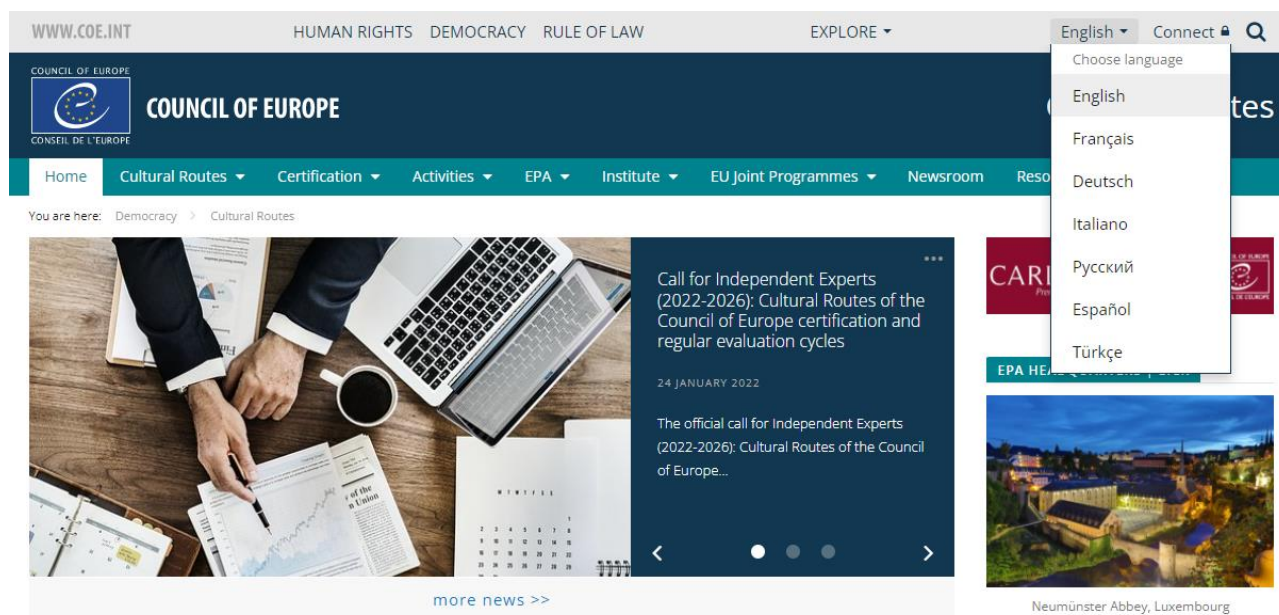 WWW.COE.INT
HUMAN RIGHTS DEMOCRACY RULE OF LAW
EXPLORE
English
Connect
COUNCIL OF EUROPE
CONSEIL DE L'EUROPE
COUNCIL OF EUROPE
Choose language
English
Français
Deutsch
Italiano
Русский
Español
Türkçe
Home
Cultural Routes
Certification
Activities
EPA
Institute
EU Joint Programmes
Newsroom
You are here: Democracy > Cultural Routes
Call for Independent Experts
(2022-2026): Cultural Routes of the
Council of Europe certification and
regular evaluation cycles
24 JANUARY 2022
The official call for Independent Experts
(2022-2026): Cultural Routes of the Council
of Europe...
more news >>
EPA
Neumünster Abbey, Luxembourg